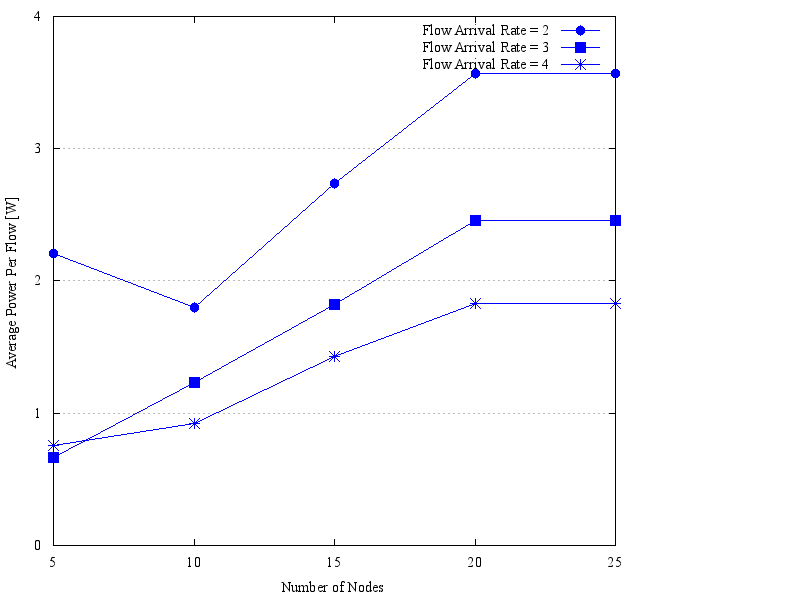 4
Flow Arrival Rate = 2
Flow Arrival Rate = 3
Flow Arrival Rate = 4
3
2
1
0
Average Power Per Flow [W]
5 10 15 20 25
Number of Nodes